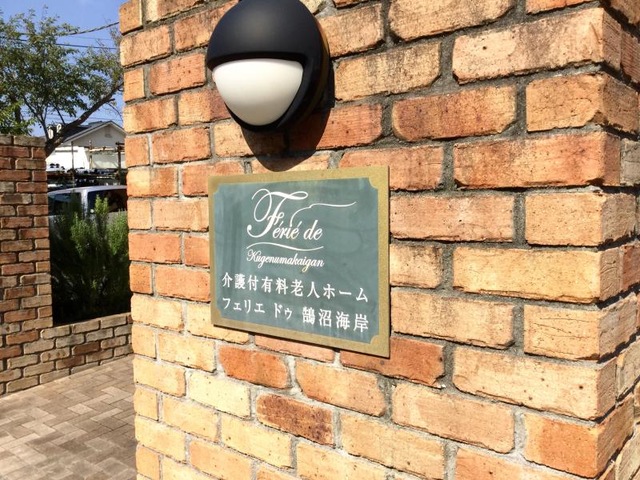 Férié de
Kugenumakaigan
介護付有料老人ホーム
フェリエ ドゥ 鵠沼海岸